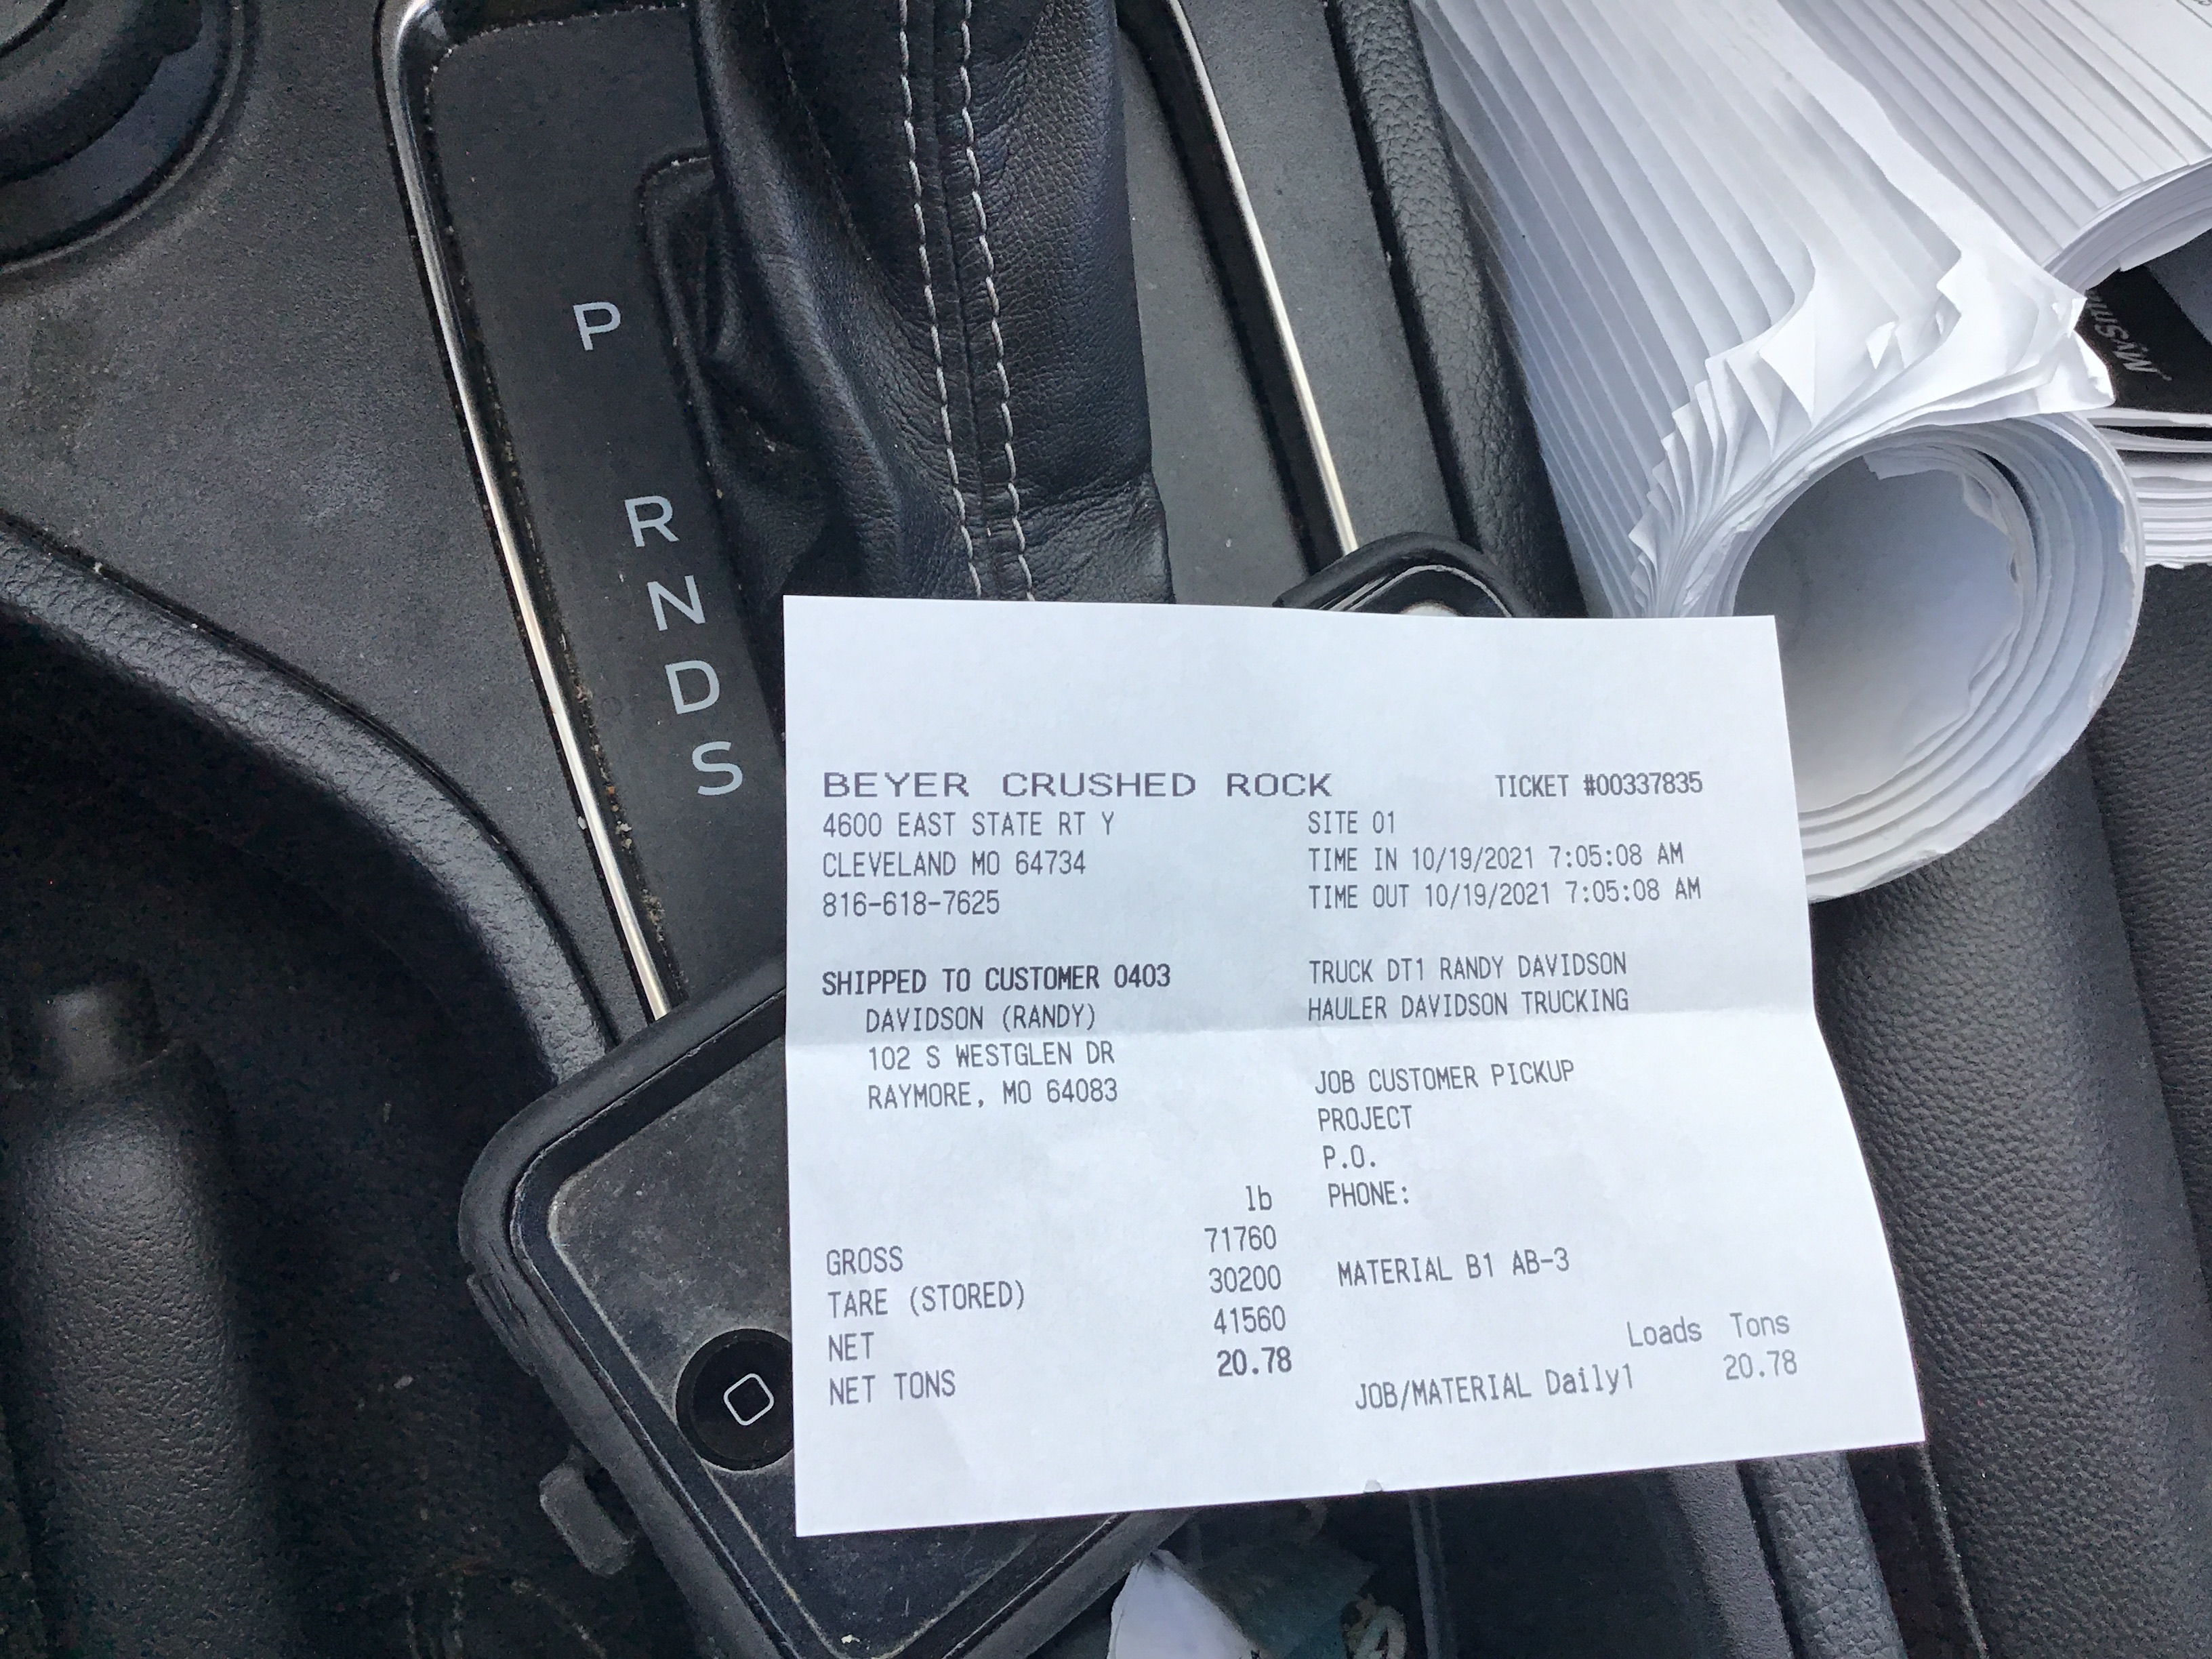 P
R
N
D
S
BEYER CRUSHED ROCK
4600 EAST STATE RT Y
CLEVELAND MO 64734
816-618-7625
TICKET #00337835
SITE 01
TIME IN 10/19/2021 7:05:08 AM
TIME OUT 10/19/2021 7:05:08 AM
SHIPPED TO CUSTOMER 0403
DAVIDSON (RANDY)
102 S WESTGLEN DR
RAYMORE, MO 64083
TRUCK DT1 RANDY DAVIDSON
HAULER DAVIDSON TRUCKING
JOB CUSTOMER PICKUP
PROJECT
P.O.
PHONE:
lb
GROSS 71760
TARE (STORED) 30200
NET 41560
NET TONS 20.78
MATERIAL B1 AB-3
Loads Tons
JOB/MATERIAL Daily1 20.78